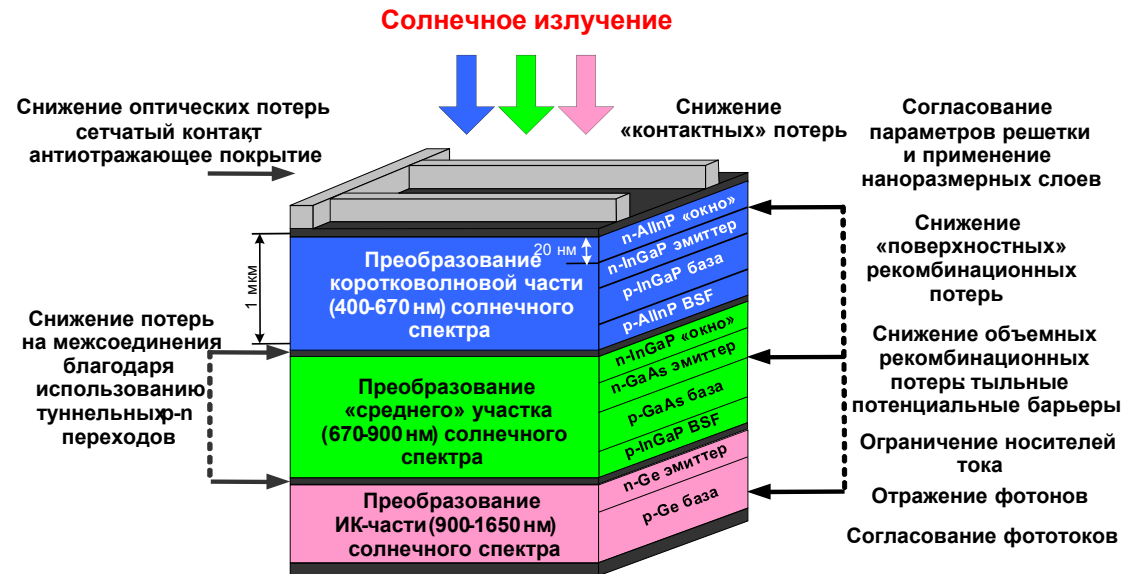 Солнечное излучение
Снижение оптических потерь
сетчатый контакт,
антиотражающее покрытие
Снижение
«контактных» потерь
Согласование
параметров решетки
и применение
наноразмерных слоев
Снижение
«поверхностных»
рекомбинационных
потерь
Снижение объемных
рекомбинационных
потерь: тыльные
потенциальные барьеры
Ограничение носителей
тока
Отражение фотонов
Согласование фототоков
Снижение потерь
на межсоединения
благодаря
использованию
туннельных p-n
переходов
1 мкм
20 нм
Преобразование
коротковолновой части
(400-670 нм) солнечного
спектра
n-AlInP «окно»
n-InGaP эмиттер
p-InGaP база
p-AlInP BSF
Преобразование
«среднего» участка
(670-900 нм) солнечного
спектра
n-InGaP «окно»
n-GaAs эмиттер
p-GaAs база
p-InGaP BSF
Преобразование
ИК-части (900-1650 нм)
солнечного спектра
n-Ge эмиттер
p-Ge база